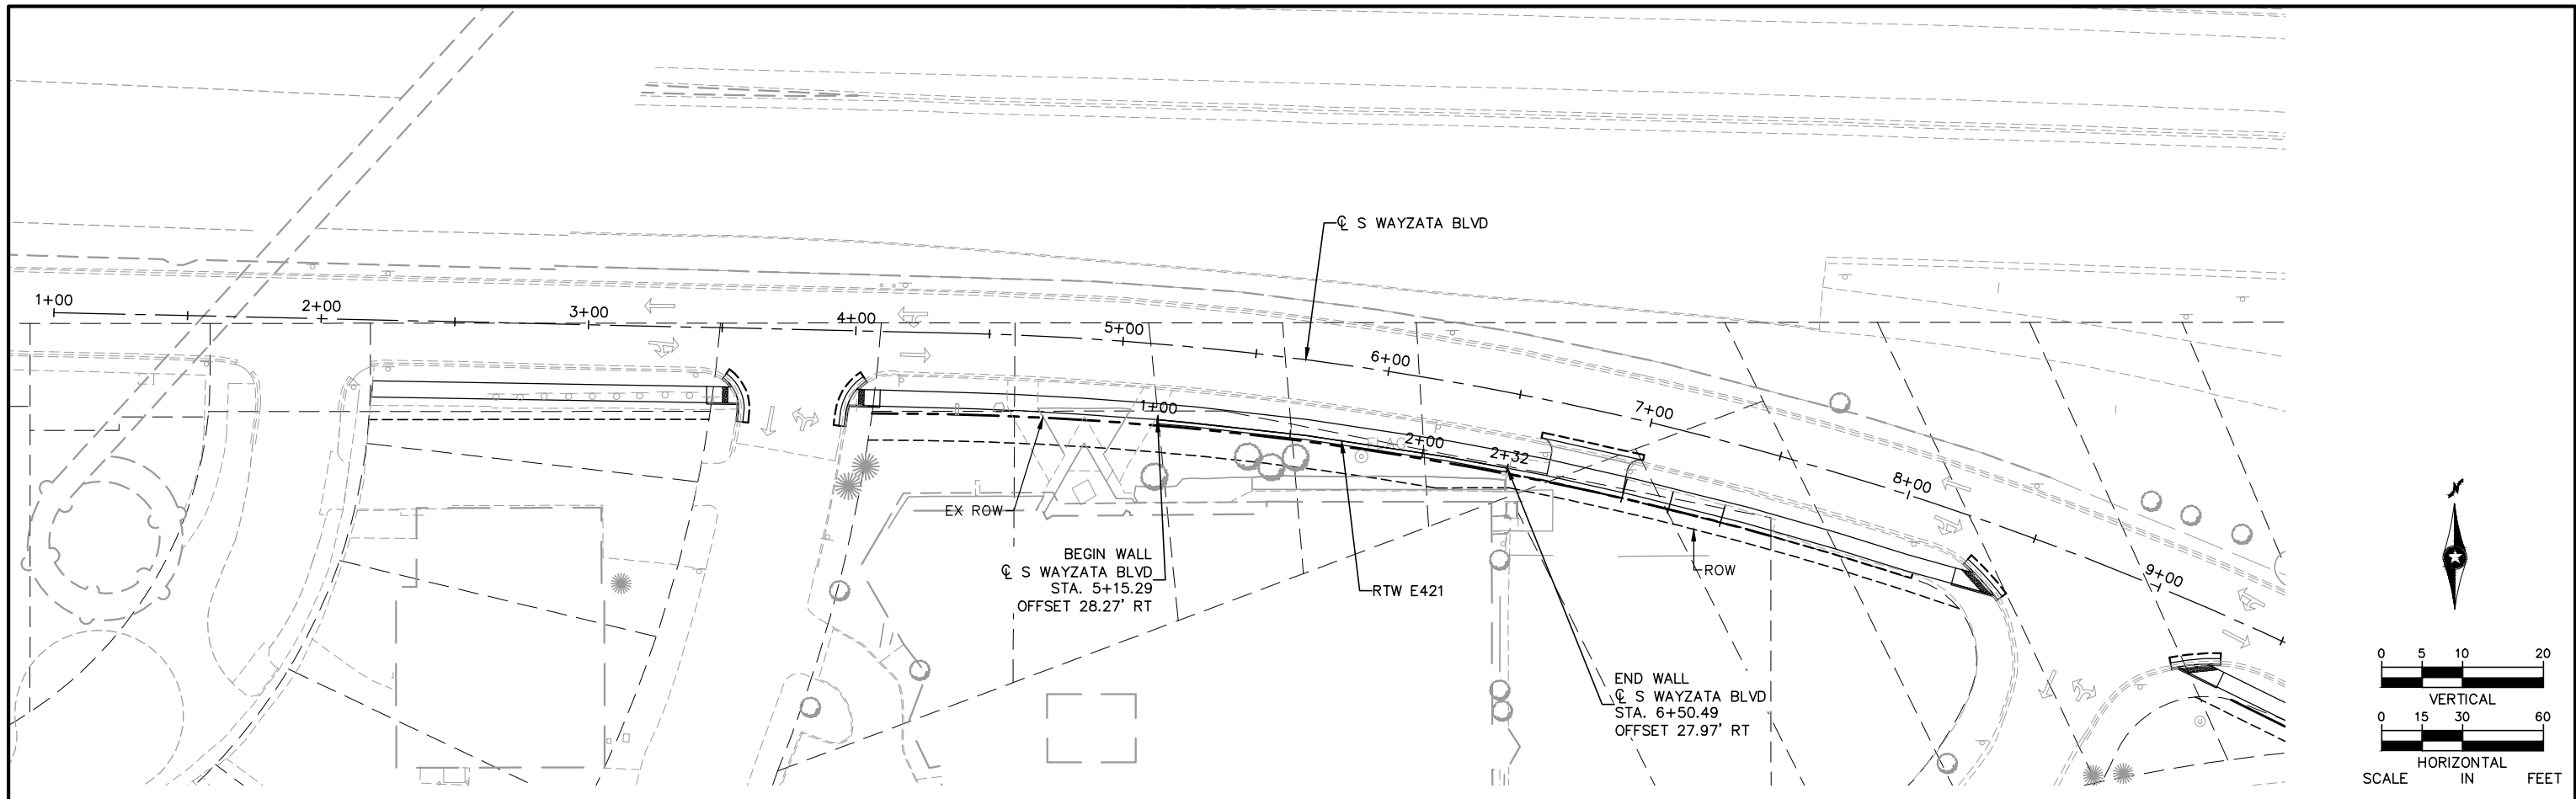 ℄ S WAYZATA BLVD
1+00
2+00
3+00
4+00
5+00
6+00
7+00
8+00
9+00
1+00
FLAG
2+00
2+32
EX ROW
BEGIN WALL
℄ S WAYZATA BLVD
STA. 5+15.29
OFFSET 28.27' RT
RTW E421
ROW
END WALL
℄ S WAYZATA BLVD
STA. 6+50.49
OFFSET 27.97' RT
N
0 5 10 20
VERTICAL
0 15 30 60
HORIZONTAL
SCALE IN FEET